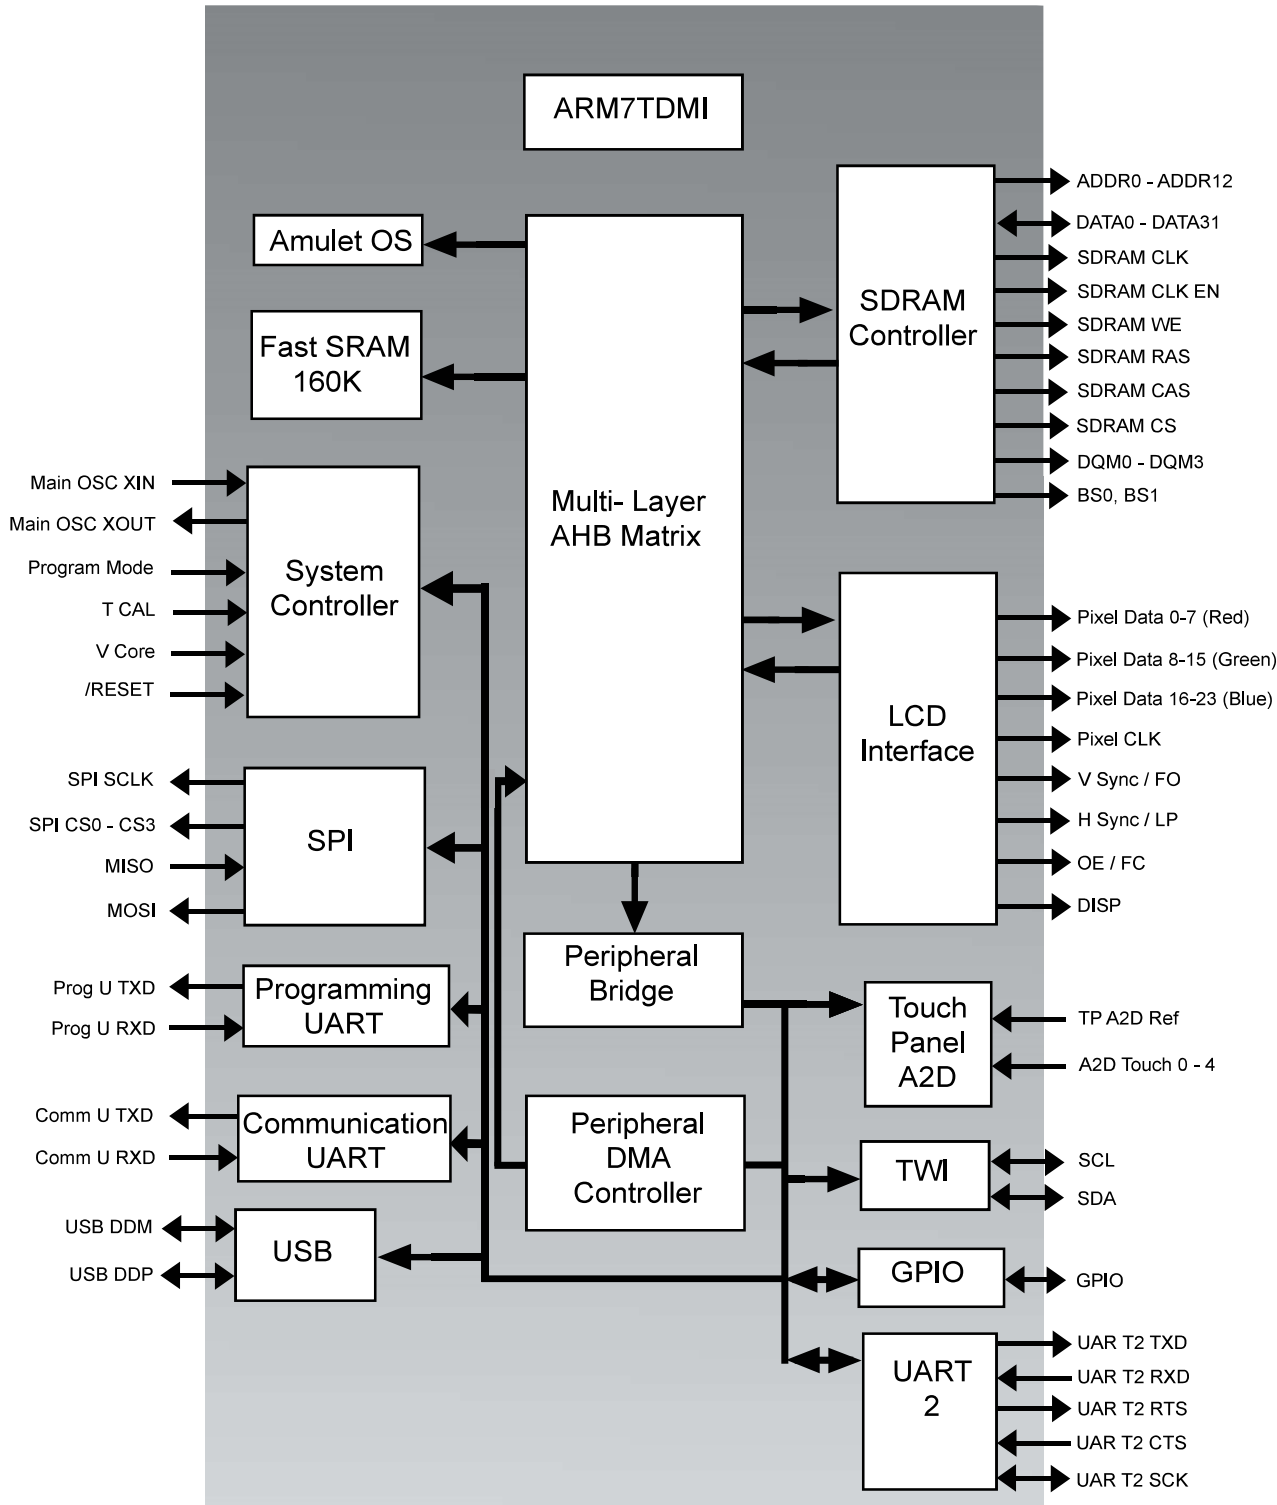 ARM7TDMI
Amulet OS
Fast SRAM
160K
Multi- Layer
AHB Matrix
SDRAM
Controller
ADDR0 - ADDR12
DATA0 - DATA31
SDRAM CLK
SDRAM CLK EN
SDRAM WE
SDRAM RAS
SDRAM CAS
SDRAM CS
DQM0 - DQM3
BS0, BS1
Main OSC XIN
Main OSC XOUT
Program Mode
T CAL
V Core
/RESET
System
Controller
LCD
Interface
Pixel Data 0-7 (Red)
Pixel Data 8-15 (Green)
Pixel Data 16-23 (Blue)
Pixel CLK
V Sync / FO
H Sync / LP
OE / FC
DISP
SPI SCLK
SPI CS0 - CS3
MISO
MOSI
SPI
Peripheral
Bridge
Prog U TXD
Prog U RXD
Programming
UART
Touch
Panel
A2D
TP A2D Ref
A2D Touch 0 - 4
Comm U TXD
Comm U RXD
Communication
UART
Peripheral
DMA
Controller
TWI
SCL
SDA
USB DDM
USB DDP
USB
GPIO
GPIO
UART
2
UAR T2 TXD
UAR T2 RXD
UAR T2 RTS
UAR T2 CTS
UAR T2 SCK